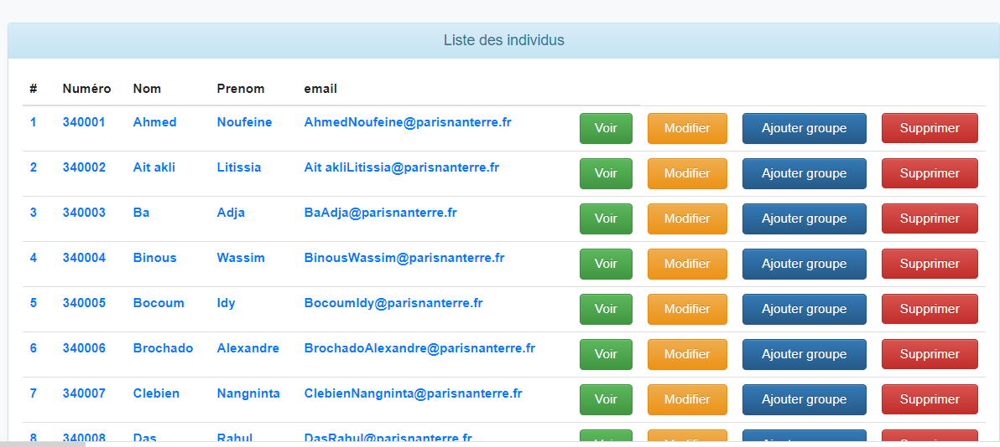 Liste des individus
# Numéro Nom Prenom email
1 340001 Ahmed Noufeine AhmedNoufeine@parisnanterre.fr Voir Modifier Ajouter groupe Supprimer
2 340002 Ait akli Litissia Ait akliLitissia@parisnanterre.fr Voir Modifier Ajouter groupe Supprimer
3 340003 Ba Adja BaAdja@parisnanterre.fr Voir Modifier Ajouter groupe Supprimer
4 340004 Binous Wassim BinousWassim@parisnanterre.fr Voir Modifier Ajouter groupe Supprimer
5 340005 Bocoum Idy BocoumIdy@parisnanterre.fr Voir Modifier Ajouter groupe Supprimer
6 340006 Brochado Alexandre BrochadoAlexandre@parisnanterre.fr Voir Modifier Ajouter groupe Supprimer
7 340007 Clebien Nangninta ClebienNangninta@parisnanterre.fr Voir Modifier Ajouter groupe Supprimer
8 340008 Das Rahul DasRahul@parisnanterre.fr Voir Modifier Ajouter groupe Supprimer